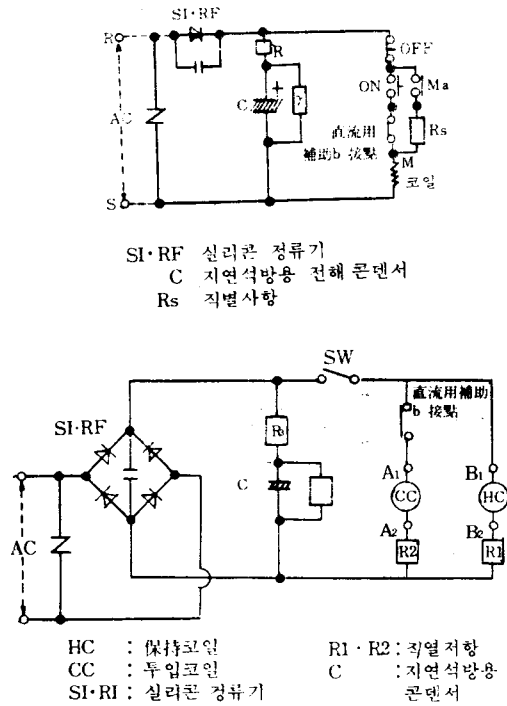 SI·RF
R
R
OFF
ON
Ma
C
+
r
AC
Rs
直流用
補助b 接點
M
코일
S
SI·RF 실리콘 정류기
C 지연석방용 전해 콘덴서
Rs 직별사항
SW
直流用補助
b 接點
SI·RF
R
C
A1
B1
CC
HC
AC
A2
B2
R2
R1
HC : 保持코일
CC : 투입코일
SI·RI : 실리콘 정류기
R1 · R2 : 직열저항
C : 지연석방용
콘덴서